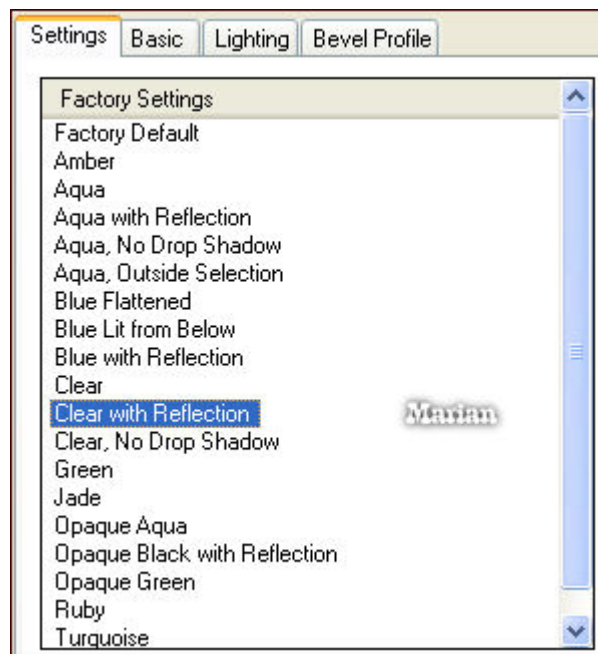 Settings Basic Lighting Bevel Profile
Factory Settings
Factory Default
Amber
Aqua
Aqua with Reflection
Aqua, No Drop Shadow
Aqua, Outside Selection
Blue Flattened
Blue Lit from Below
Blue with Reflection
Clear
Clear with Reflection Marian
Clear, No Drop Shadow
Green
Jade
Opaque Aqua
Opaque Black with Reflection
Opaque Green
Ruby
Turquoise